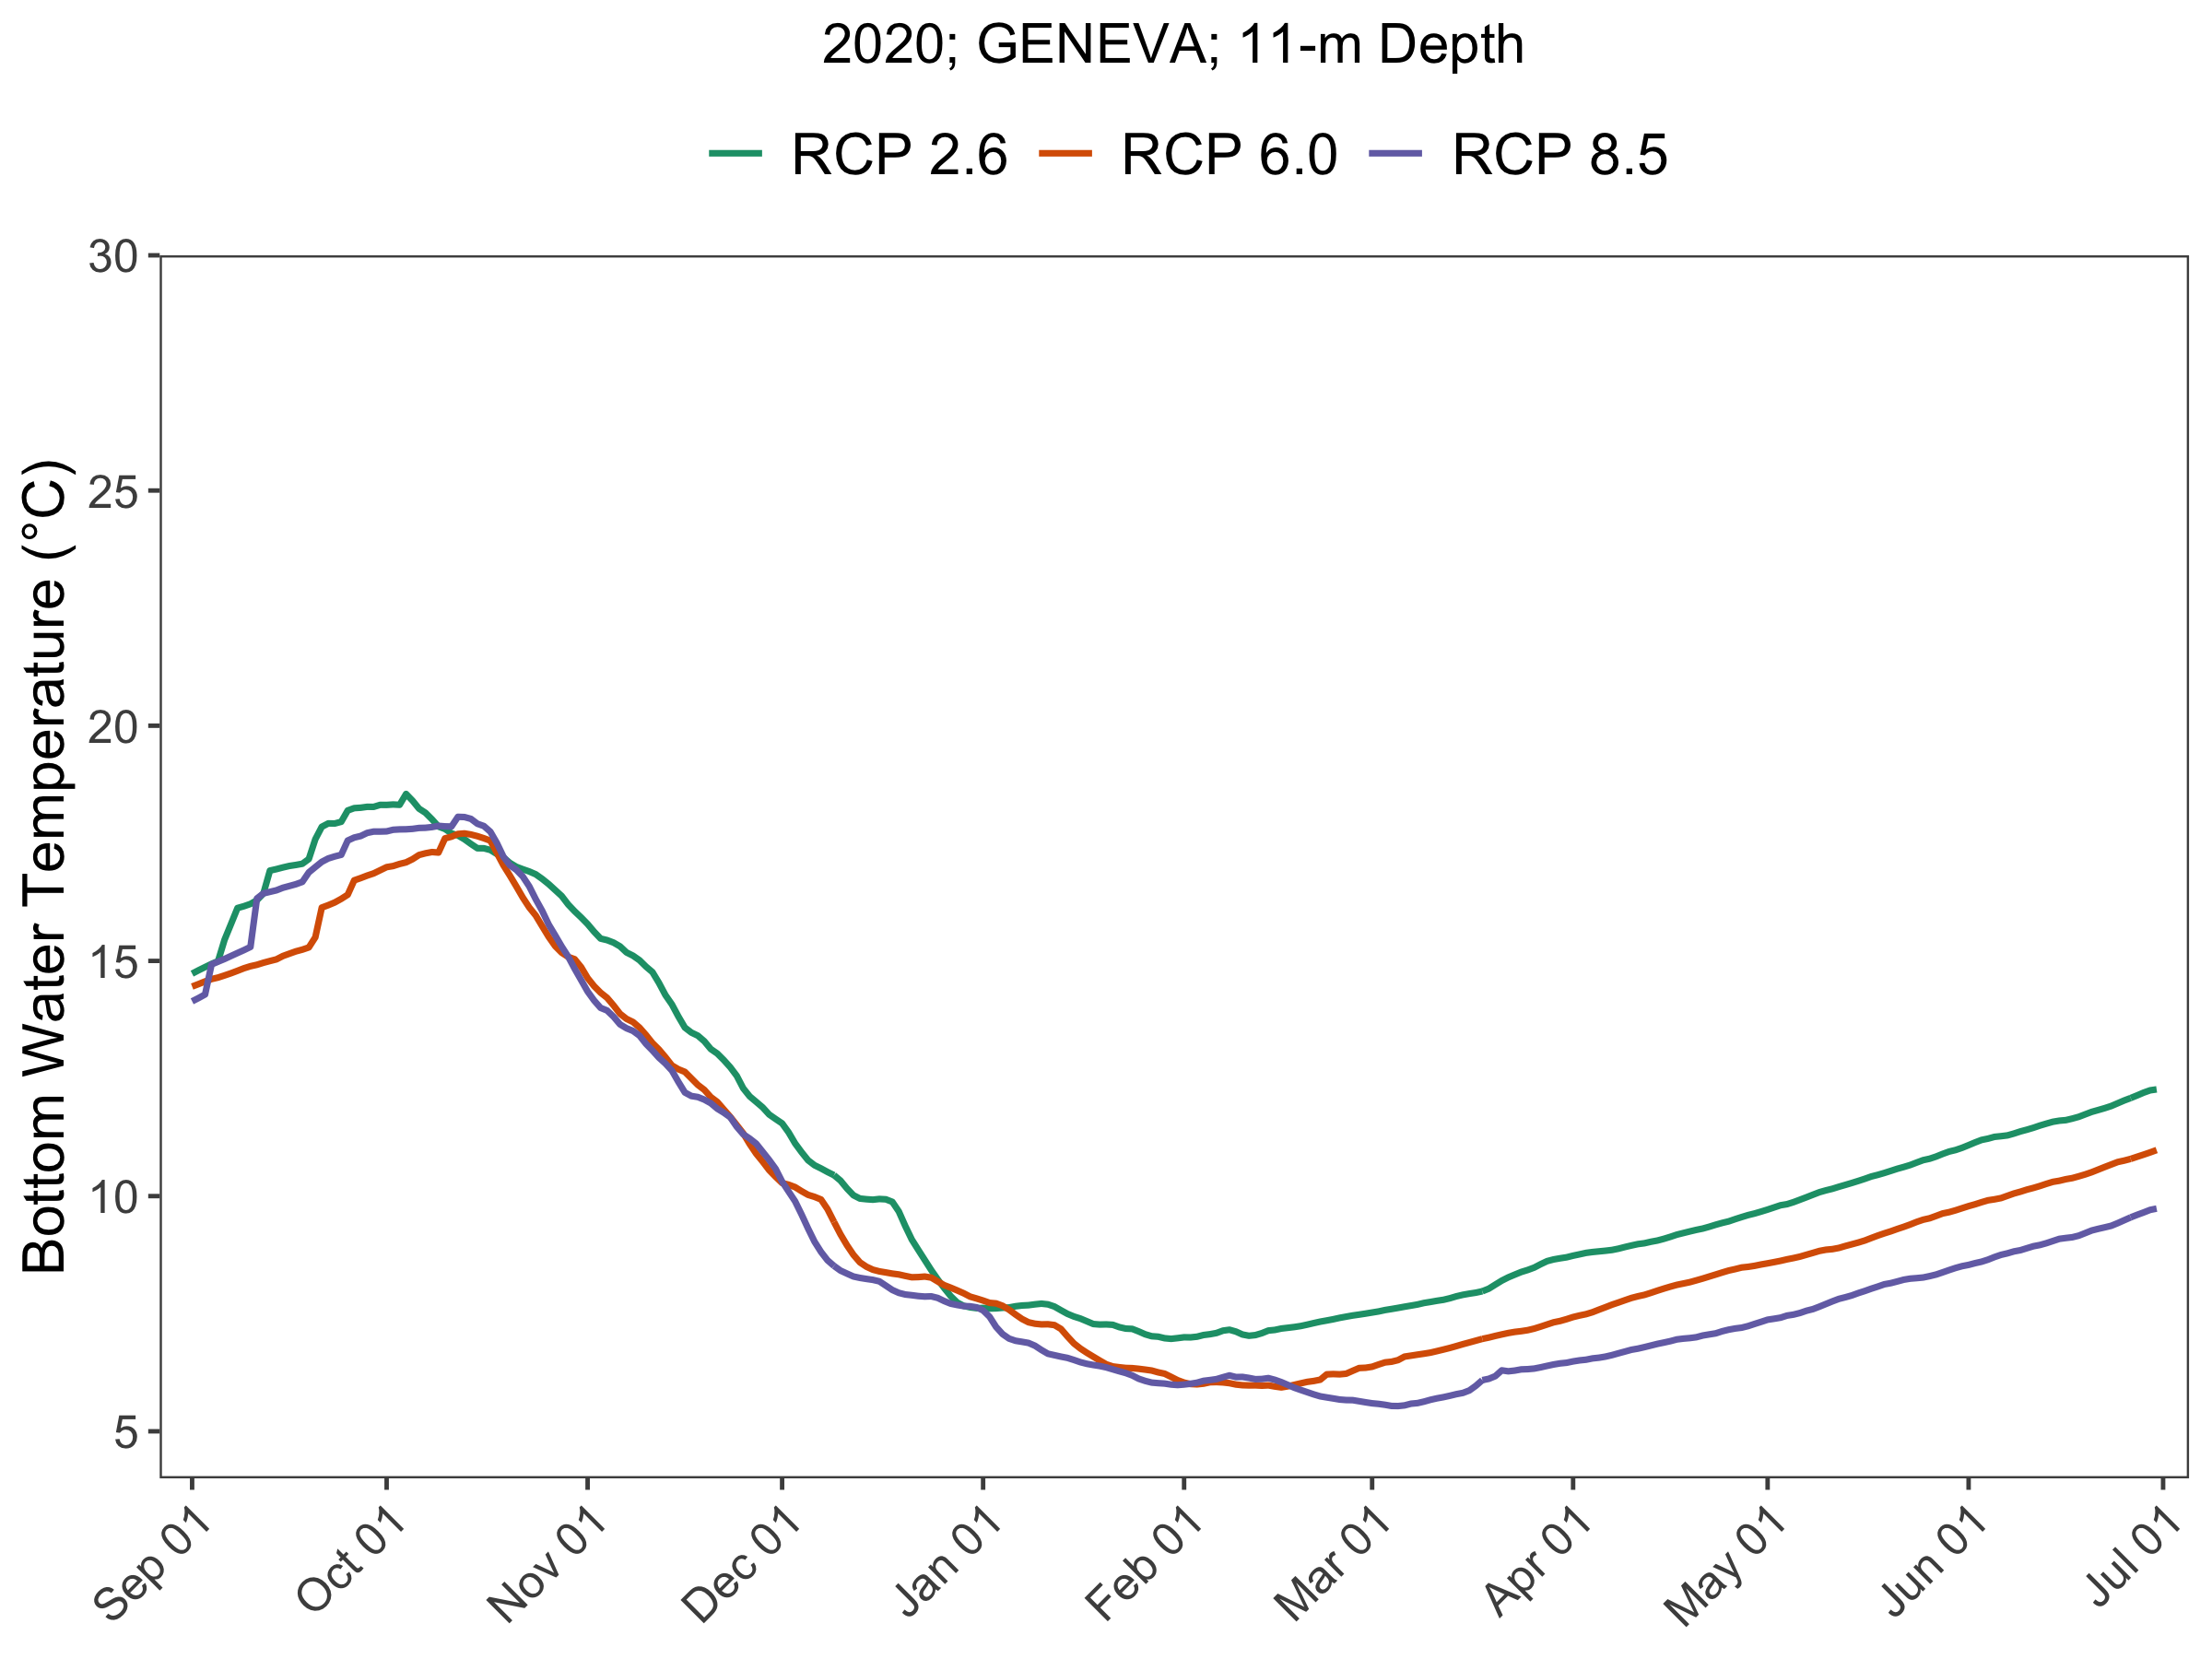 2020; GENEVA; 11-m Depth
RCP 2.6 RCP 6.0 RCP 8.5
Bottom Water Temperature (°C)
30
25
20
15
10
5
Sep 01 Oct 01 Nov 01 Dec 01 Jan 01 Feb 01 Mar 01 Apr 01 May 01 Jun 01 Jul 01